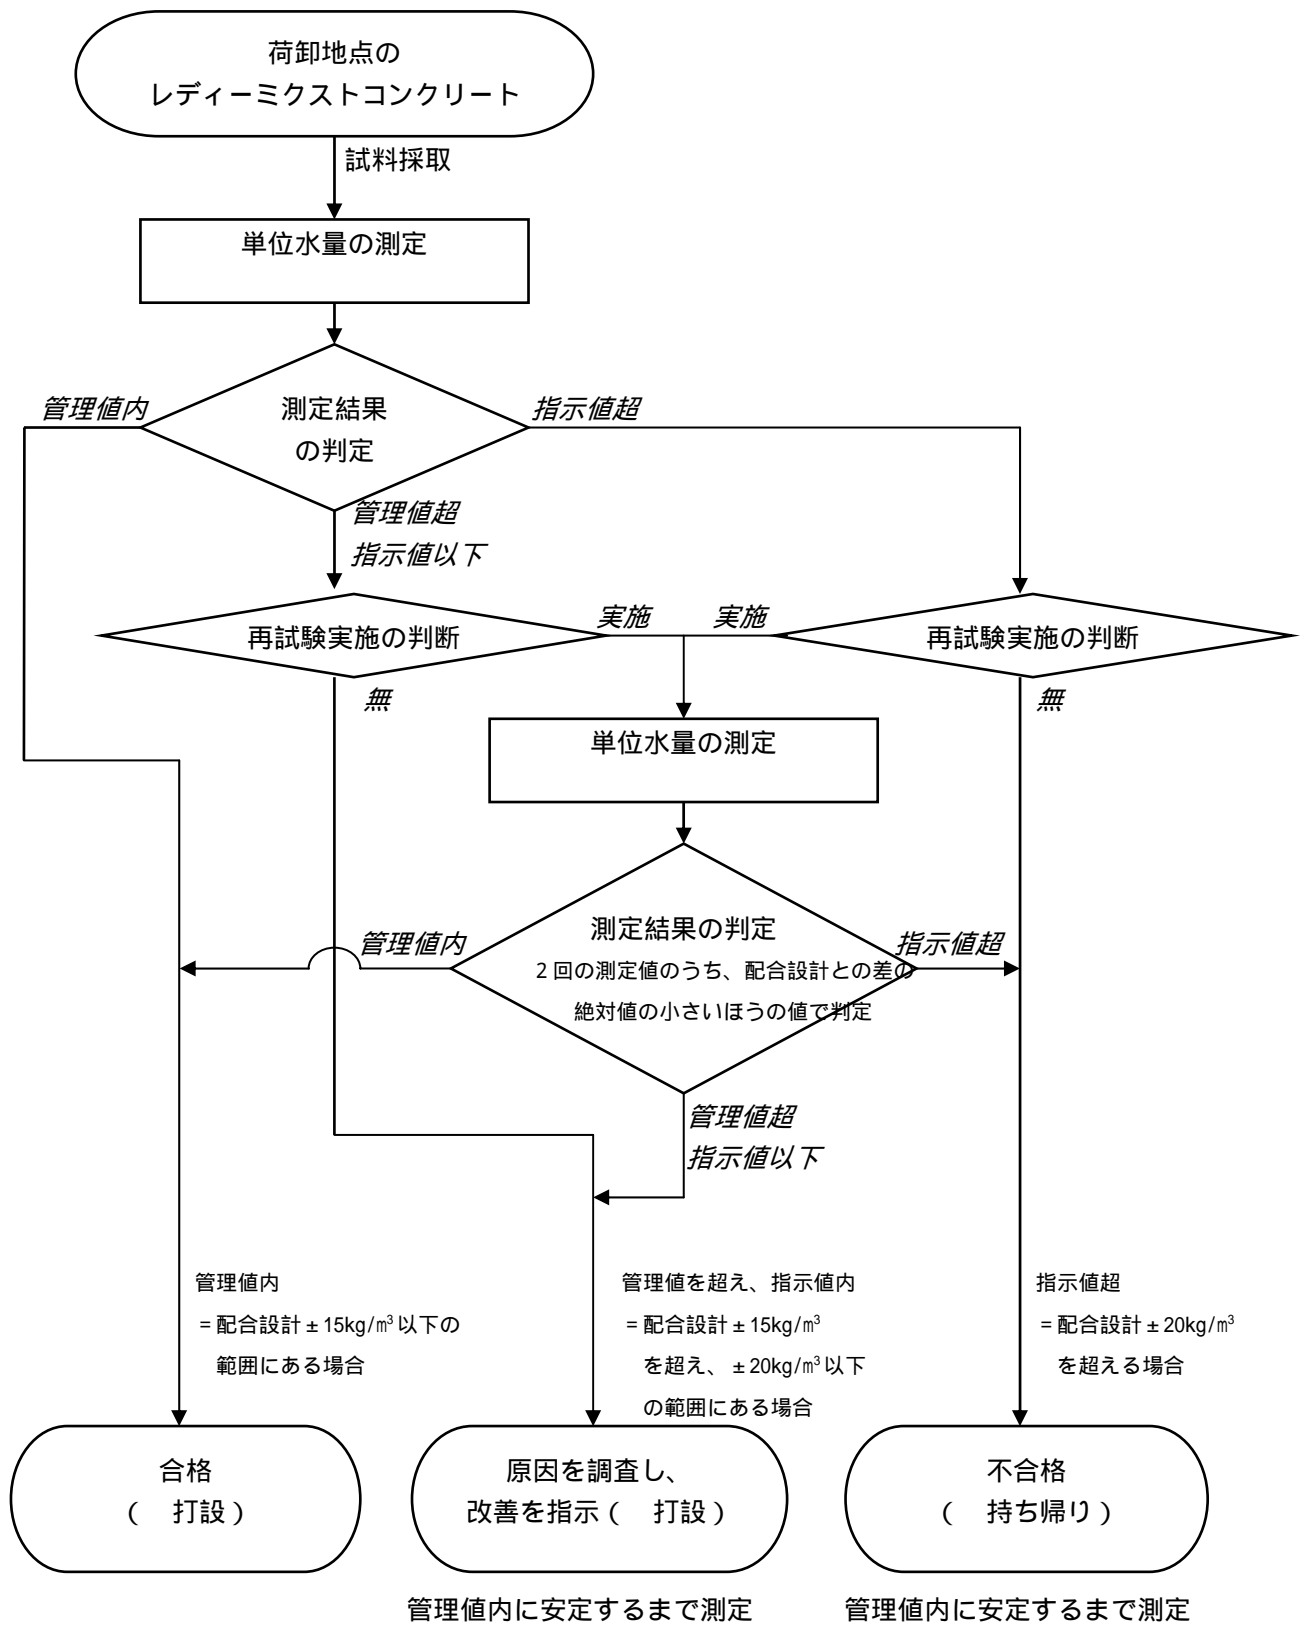 荷卸地点の
レディーミクストコンクリート
試料採取
単位水量の測定
管理値内
測定結果
の判定
指示値超
管理値超
指示値以下
再試験実施の判断
実施
実施
再試験実施の判断
無
無
単位水量の測定
管理値内
測定結果の判定
2回の測定値のうち、配合設計との差の
絶対値の小さいほうの値で判定
指示値超
管理値超
指示値以下
管理値内
=配合設計±15kg/m³以下の
範囲にある場合
管理値を超え、指示値内
=配合設計±15kg/m³
を超え、±20kg/m³以下
の範囲にある場合
指示値超
=配合設計±20kg/m³
を超える場合
合格
( 打設)
原因を調査し、
改善を指示( 打設)
不合格
( 持ち帰り)
管理値内に安定するまで測定
管理値内に安定するまで測定